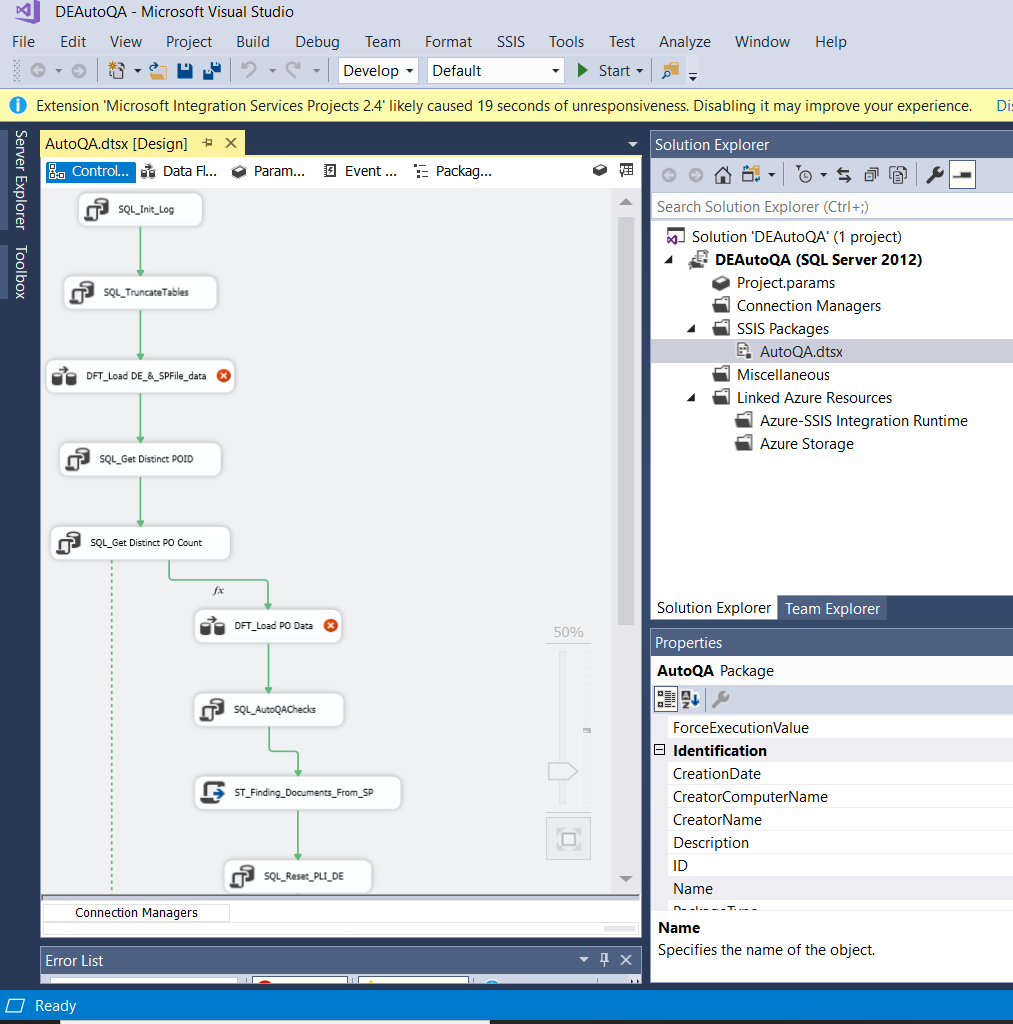 DEAutoQA - Microsoft Visual Studio
File Edit View Project Build Debug Team Format SSIS Tools Test Analyze Window Help
Develop Default Start
Extension 'Microsoft Integration Services Projects 2.4' likely caused 19 seconds of unresponsiveness. Disabling it may improve your experience. Dis
Server Explorer
Toolbox
AutoQA.dtsx [Design]
Control... Data Fl... Param... Event ... Packag...
SQL_Init_Log
SQL_TruncateTables
DFT_Load DE_&_SPFile_data
SQL_Get Distinct POID
SQL_Get Distinct PO Count
fx
DFT_Load PO Data
SQL_AutoQAChecks
ST_Finding_Documents_From_SP
SQL_Reset_PLI_DE
50%
Connection Managers
Error List
Solution Explorer
Search Solution Explorer (Ctrl+;)
Solution 'DEAutoQA' (1 project)
DEAutoQA (SQL Server 2012)
Project.params
Connection Managers
SSIS Packages
AutoQA.dtsx
Miscellaneous
Linked Azure Resources
Azure-SSIS Integration Runtime
Azure Storage
Solution Explorer Team Explorer
Properties
AutoQA Package
ForceExecutionValue
Identification
CreationDate
CreatorComputerName
CreatorName
Description
ID
Name
PackageType
Name
Specifies the name of the object.
Ready